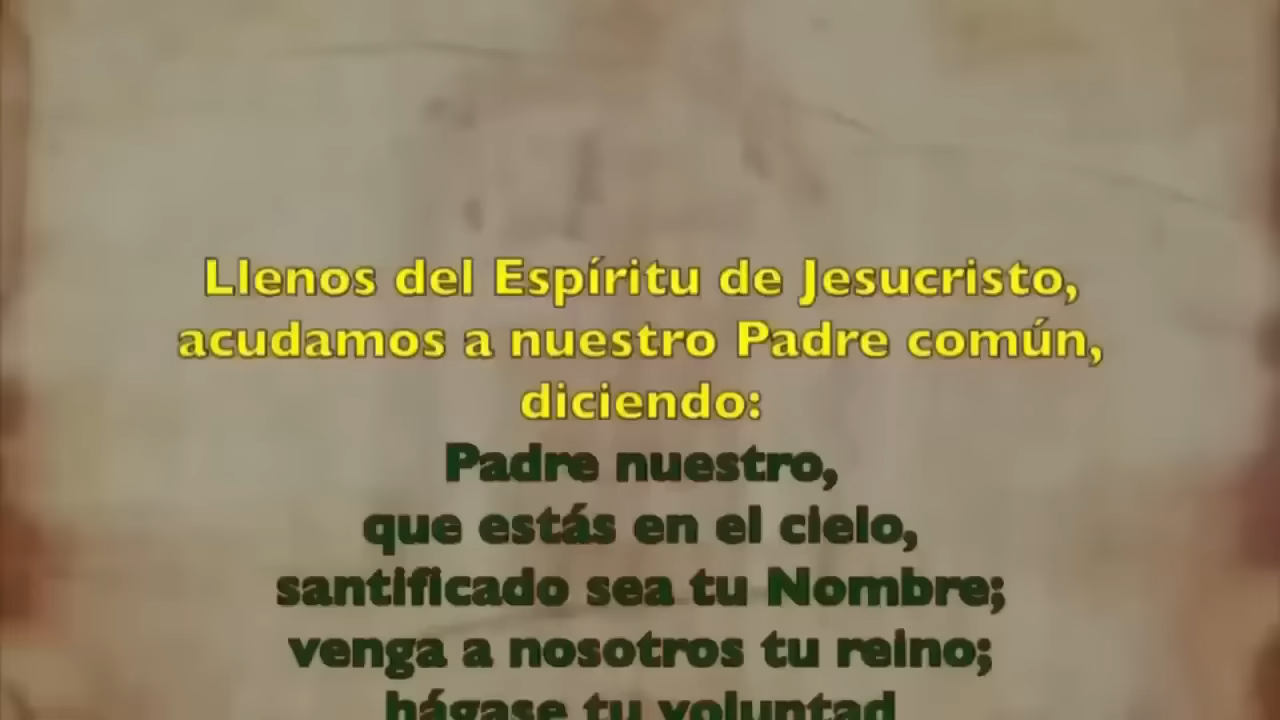 Llenos del Espíritu de Jesucristo,
acudamos a nuestro Padre común,
diciendo:
Padre nuestro,
que estás en el cielo,
santificado sea tu Nombre;
venga a nosotros tu reino;
hágase tu voluntad